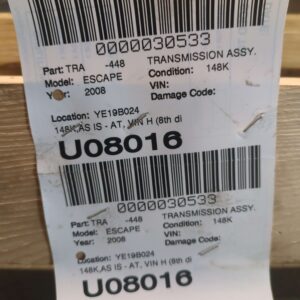 0000030533
Part: TRA -448 TRANSMISSION ASSY.
Model: ESCAPE Condition: 148K
Year: 2008 VIN:
Damage Code:
Location: YE19B024
148K,AS IS - AT, VIN H (8th di
U08016
0000030533
Part: TRA -448 TRANSMISSION ASSY.
Model: ESCAPE Condition: 148K
Year: 2008 VIN:
Damage Code:
Location: YE19B024
148K,AS IS - AT, VIN H (8th di
U08016